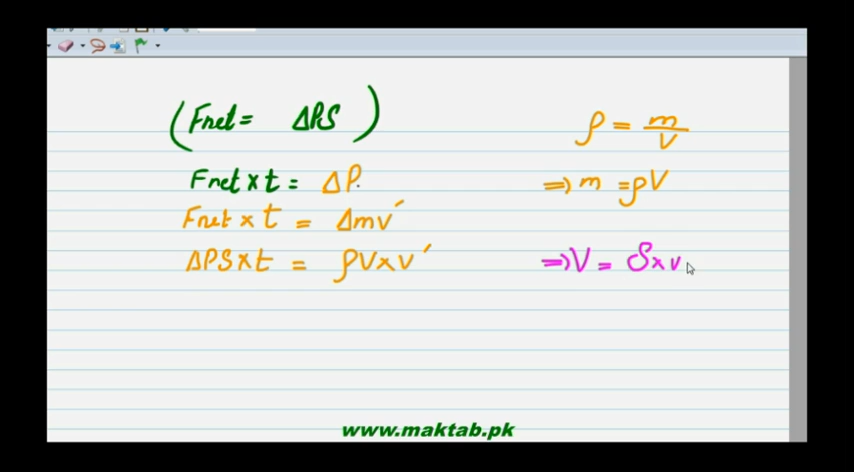 (Fnet = ΔPS)
ρ = m/V
Fnet × t = ΔP.
⇒ m = ρV
Fnet × t = Δmv′
ΔPS × t = ρV × v′
⇒ V = S × v
www.maktab.pk